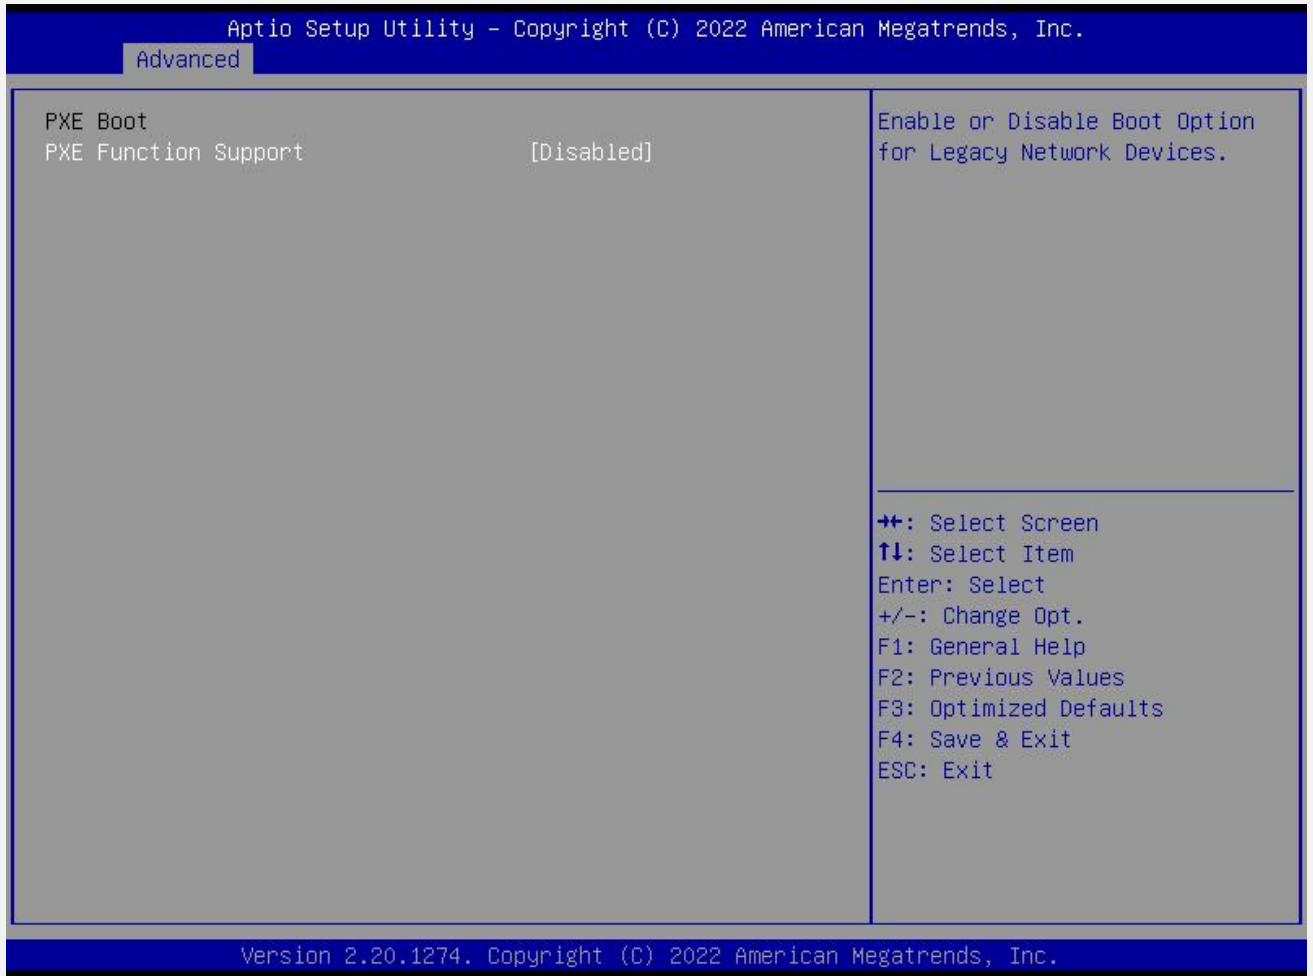 Aptio Setup Utility – Copyright (C) 2022 American Megatrends, Inc.
Advanced
PXE Boot
PXE Function Support [Disabled]
Enable or Disable Boot Option
for Legacy Network Devices.
→←: Select Screen
↑↓: Select Item
Enter: Select
+/-: Change Opt.
F1: General Help
F2: Previous Values
F3: Optimized Defaults
F4: Save & Exit
ESC: Exit
Version 2.20.1274. Copyright (C) 2022 American Megatrends, Inc.